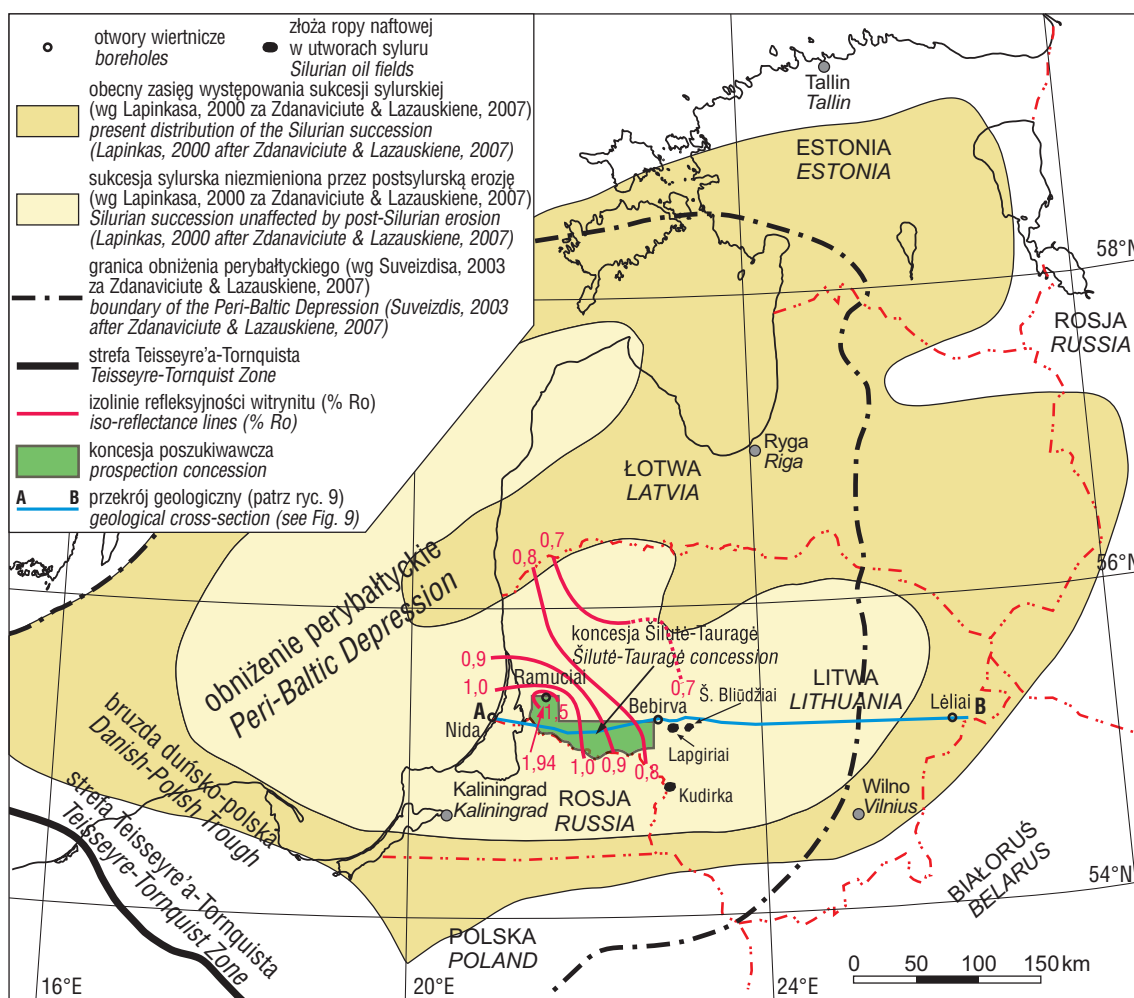 otwory wiertnicze
boreholes
złoża ropy naftowej
w utworach syluru
Silurian oil fields
obecny zasięg występowania sukcesji sylurskiej
(wg Lapinkasa, 2000 za Zdanaviciute & Lazauskiene, 2007)
present distribution of the Silurian succession
(Lapinkas, 2000 after Zdanaviciute & Lazauskiene, 2007)
sukcesja sylurska niezmieniona przez postsylurską erozję
(wg Lapinkasa, 2000 za Zdanaviciute & Lazauskiene, 2007)
Silurian succession unaffected by post-Silurian erosion
(Lapinkas, 2000 after Zdanaviciute & Lazauskiene, 2007)
granica obniżenia perybałtyckiego (wg Suveizdisa, 2003
za Zdanaviciute & Lazauskiene, 2007)
boundary of the Peri-Baltic Depression (Suveizdis, 2003
after Zdanaviciute & Lazauskiene, 2007)
strefa Teisseyre'a-Tornquista
Teisseyre-Tornquist Zone
izolinie refleksyjności witrynitu (% Ro)
iso-reflectance lines (% Ro)
koncesja poszukiwawcza
prospection concession
A B przekrój geologiczny (patrz ryc. 9)
geological cross-section (see Fig. 9)
Tallin
Tallin
ESTONIA
ESTONIA
58°N
ROSJA
RUSSIA
Ryga
Riga
ŁOTWA
LATVIA
56°N
0,7
0,8
obniżenie perybałtyckie
Peri-Baltic Depression
koncesja Šilutė-Tauragė
Šilutė-Tauragė concession
0,9
Ramuciai
1,0
0,7
LITWA
LITHUANIA
Š. Bliūdžiai
1,5
Bebirva
A
Nida
Lėliai
B
Lapgiriai
1,94
1,0
0,9
0,8
Kudirka
Kaliningrad
Kaliningrad
ROSJA
RUSSIA
Wilno
Vilnius
bruzda duńsko-polska
Danish-Polish Trough
strefa Teisseyre'a-Tornquista
Teisseyre-Tornquist Zone
BIAŁORUŚ
BELARUS
54°N
POLSKA
POLAND
16°E
20°E
24°E
0 50 100 150 km